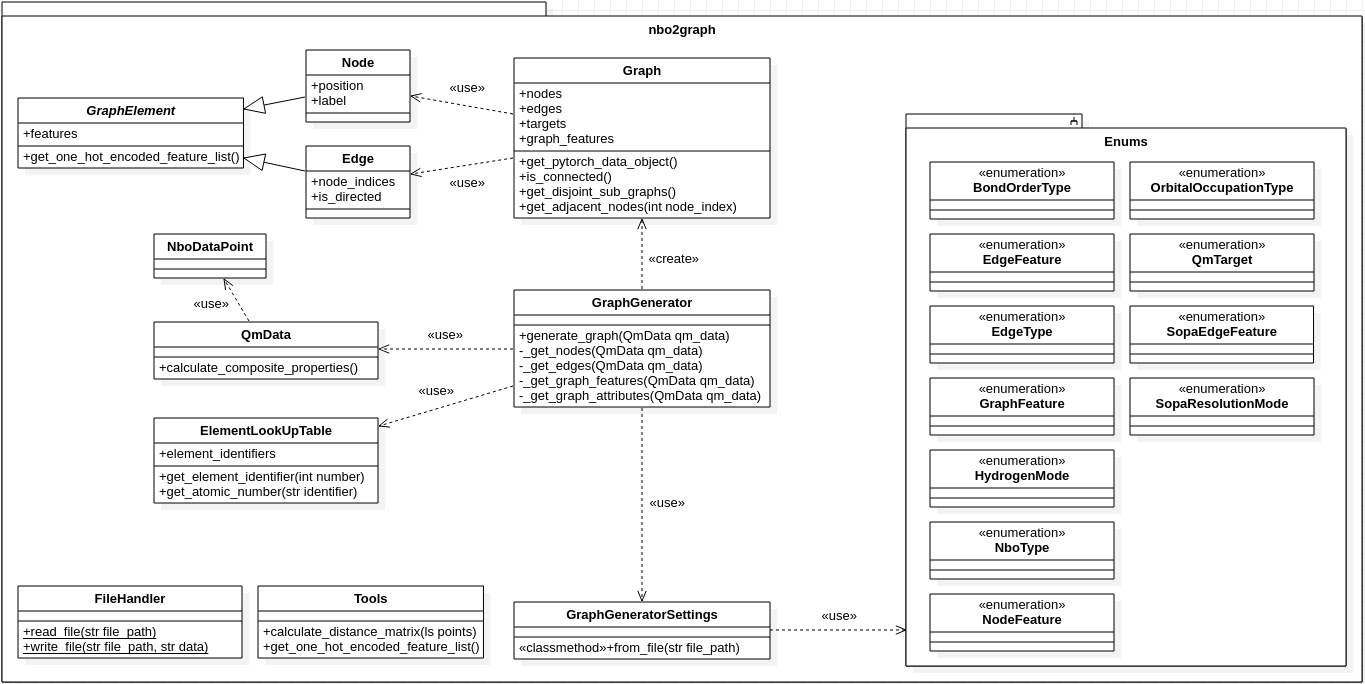 nbo2graph
Node
+position
+label
«use»
Graph
+nodes
+edges
+targets
+graph_features
+get_pytorch_data_object()
+is_connected()
+get_disjoint_sub_graphs()
+get_adjacent_nodes(int node_index)
GraphElement
+features
+get_one_hot_encoded_feature_list()
Edge
+node_indices
+is_directed
«use»
NboDataPoint
«use»
«create»
QmData
+calculate_composite_properties()
«use»
GraphGenerator
+generate_graph(QmData qm_data)
-_get_nodes(QmData qm_data)
-_get_edges(QmData qm_data)
-_get_graph_features(QmData qm_data)
-_get_graph_attributes(QmData qm_data)
«use»
ElementLookUpTable
+element_identifiers
+get_element_identifier(int number)
+get_atomic_number(str identifier)
«use»
FileHandler
+read_file(str file_path)
+write_file(str file_path, str data)
Tools
+calculate_distance_matrix(ls points)
+get_one_hot_encoded_feature_list()
GraphGeneratorSettings
«classmethod»+from_file(str file_path)
«use»
Enums
«enumeration»
BondOrderType
«enumeration»
OrbitalOccupationType
«enumeration»
EdgeFeature
«enumeration»
QmTarget
«enumeration»
EdgeType
«enumeration»
SopaEdgeFeature
«enumeration»
GraphFeature
«enumeration»
SopaResolutionMode
«enumeration»
HydrogenMode
«enumeration»
NboType
«enumeration»
NodeFeature